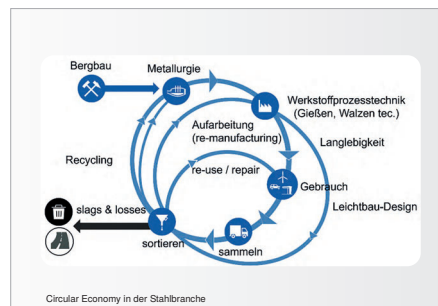 Bergbau
Metallurgie
Werkstoffprozesstechnik
(Gießen, Walzen tec.)
Aufarbeitung
(re-manufacturing)
Langlebigkeit
Recycling
re-use / repair
Gebrauch
Leichtbau-Design
slags & losses
sortieren
sammeln
Circular Economy in der Stahlbranche